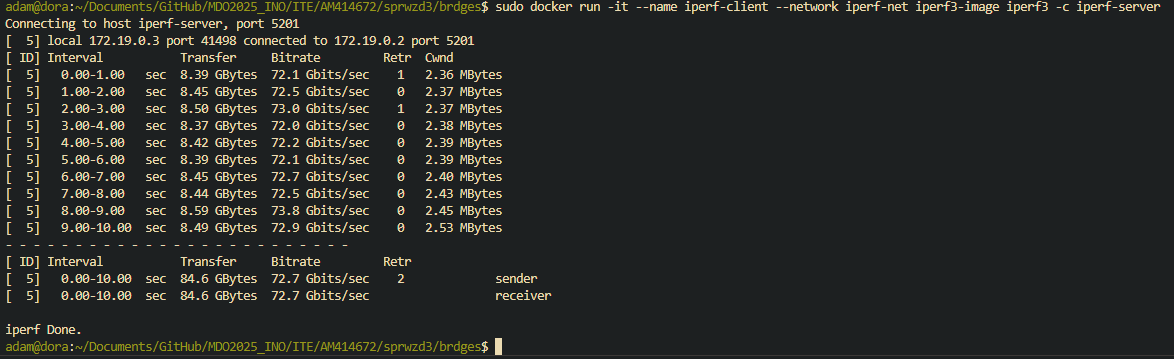 adam@dora:~/Documents/GitHub/MDO2025_INO/ITE/AM414672/sprwzd3/brdges$ sudo docker run -it --name iperf-client --network iperf-net iperf3-image iperf3 -c iperf-server
Connecting to host iperf-server, port 5201
[  5] local 172.19.0.3 port 41498 connected to 172.19.0.2 port 5201
[ ID] Interval           Transfer     Bitrate         Retr  Cwnd
[  5]   0.00-1.00   sec  8.39 GBytes  72.1 Gbits/sec    1   2.36 MBytes
[  5]   1.00-2.00   sec  8.45 GBytes  72.5 Gbits/sec    0   2.37 MBytes
[  5]   2.00-3.00   sec  8.50 GBytes  73.0 Gbits/sec    1   2.37 MBytes
[  5]   3.00-4.00   sec  8.37 GBytes  72.0 Gbits/sec    0   2.38 MBytes
[  5]   4.00-5.00   sec  8.42 GBytes  72.2 Gbits/sec    0   2.39 MBytes
[  5]   5.00-6.00   sec  8.39 GBytes  72.1 Gbits/sec    0   2.39 MBytes
[  5]   6.00-7.00   sec  8.45 GBytes  72.7 Gbits/sec    0   2.40 MBytes
[  5]   7.00-8.00   sec  8.44 GBytes  72.5 Gbits/sec    0   2.43 MBytes
[  5]   8.00-9.00   sec  8.59 GBytes  73.8 Gbits/sec    0   2.45 MBytes
[  5]   9.00-10.00  sec  8.49 GBytes  72.9 Gbits/sec    0   2.53 MBytes
- - - - - - - - - - - - - - - - - - - - - - - - -
[ ID] Interval           Transfer     Bitrate         Retr
[  5]   0.00-10.00  sec  84.6 GBytes  72.7 Gbits/sec    2             sender
[  5]   0.00-10.00  sec  84.6 GBytes  72.7 Gbits/sec                  receiver

iperf Done.
adam@dora:~/Documents/GitHub/MDO2025_INO/ITE/AM414672/sprwzd3/brdges$